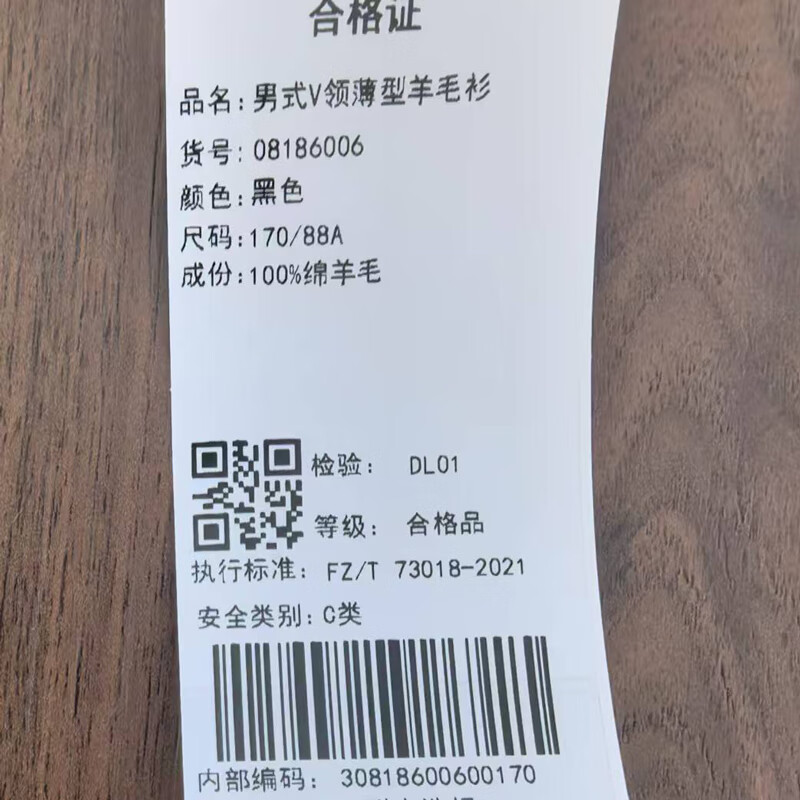 合格证
品名:男式V领薄型羊毛衫
货号:08186006
颜色:黑色
尺码:170/88A
成份:100%绵羊毛
检验: DL01
等级: 合格品
执行标准: FZ/T 73018-2021
安全类别:C类
内部编码: 30818600600170